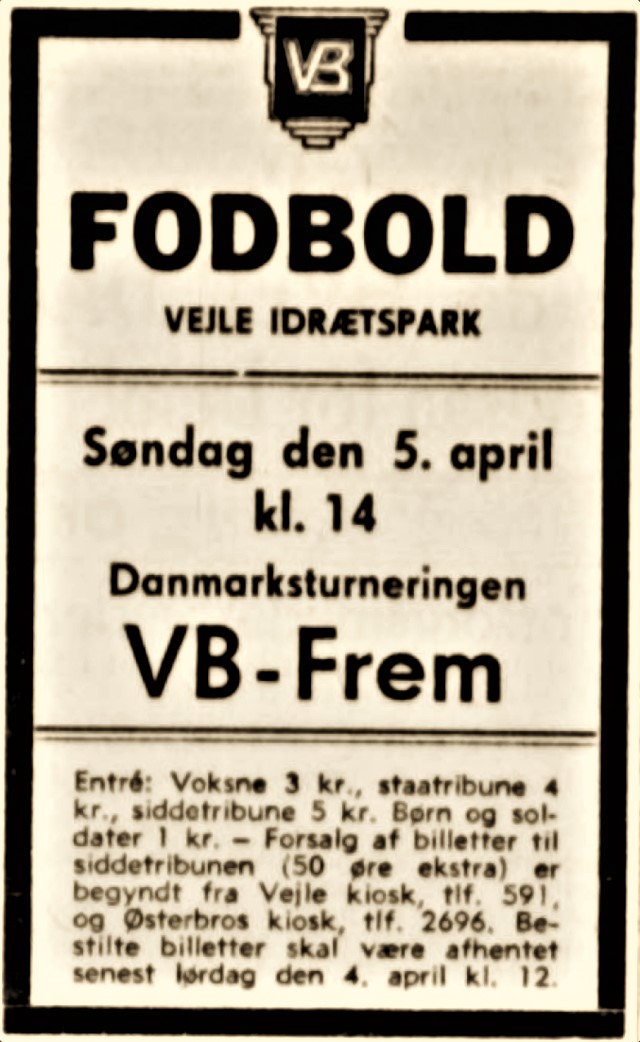 VB
FODBOLD
VEJLE IDRÆTSPARK
Søndag den 5. april
kl. 14
Danmarksturneringen
VB-Frem
Entré: Voksne 3 kr., staatribune 4
kr., siddetribune 5 kr. Børn og sol-
dater 1 kr. — Forsalg af billetter til
siddetribunen (50 øre ekstra) er
begyndt fra Vejle kiosk, tlf. 591,
og Østerbros kiosk, tlf. 2696. Be-
stilte billetter skal være afhentet
senest lørdag den 4. april kl. 12.